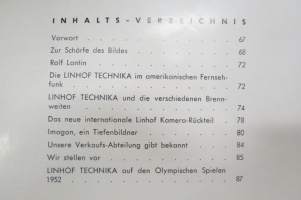 INHALTS-VERZEICHNIS
Vorwort 67
Zur Schärfe des Bildes 68
Rolf Lantin 72
Die LINHOF TECHNIKA im amerikanischen Fernseh-
funk 72
LINHOF TECHNIKA und die verschiedenen Brenn-
weiten 74
Das neue internationale Linhof Kamera-Rückteil 78
Imagon, ein Tiefenbildner 80
Unsere Verkaufs-Abteilung gibt bekannt 84
Wir stellen vor 85
LINHOF TECHNIKA auf den Olympischen Spielen
1952 87